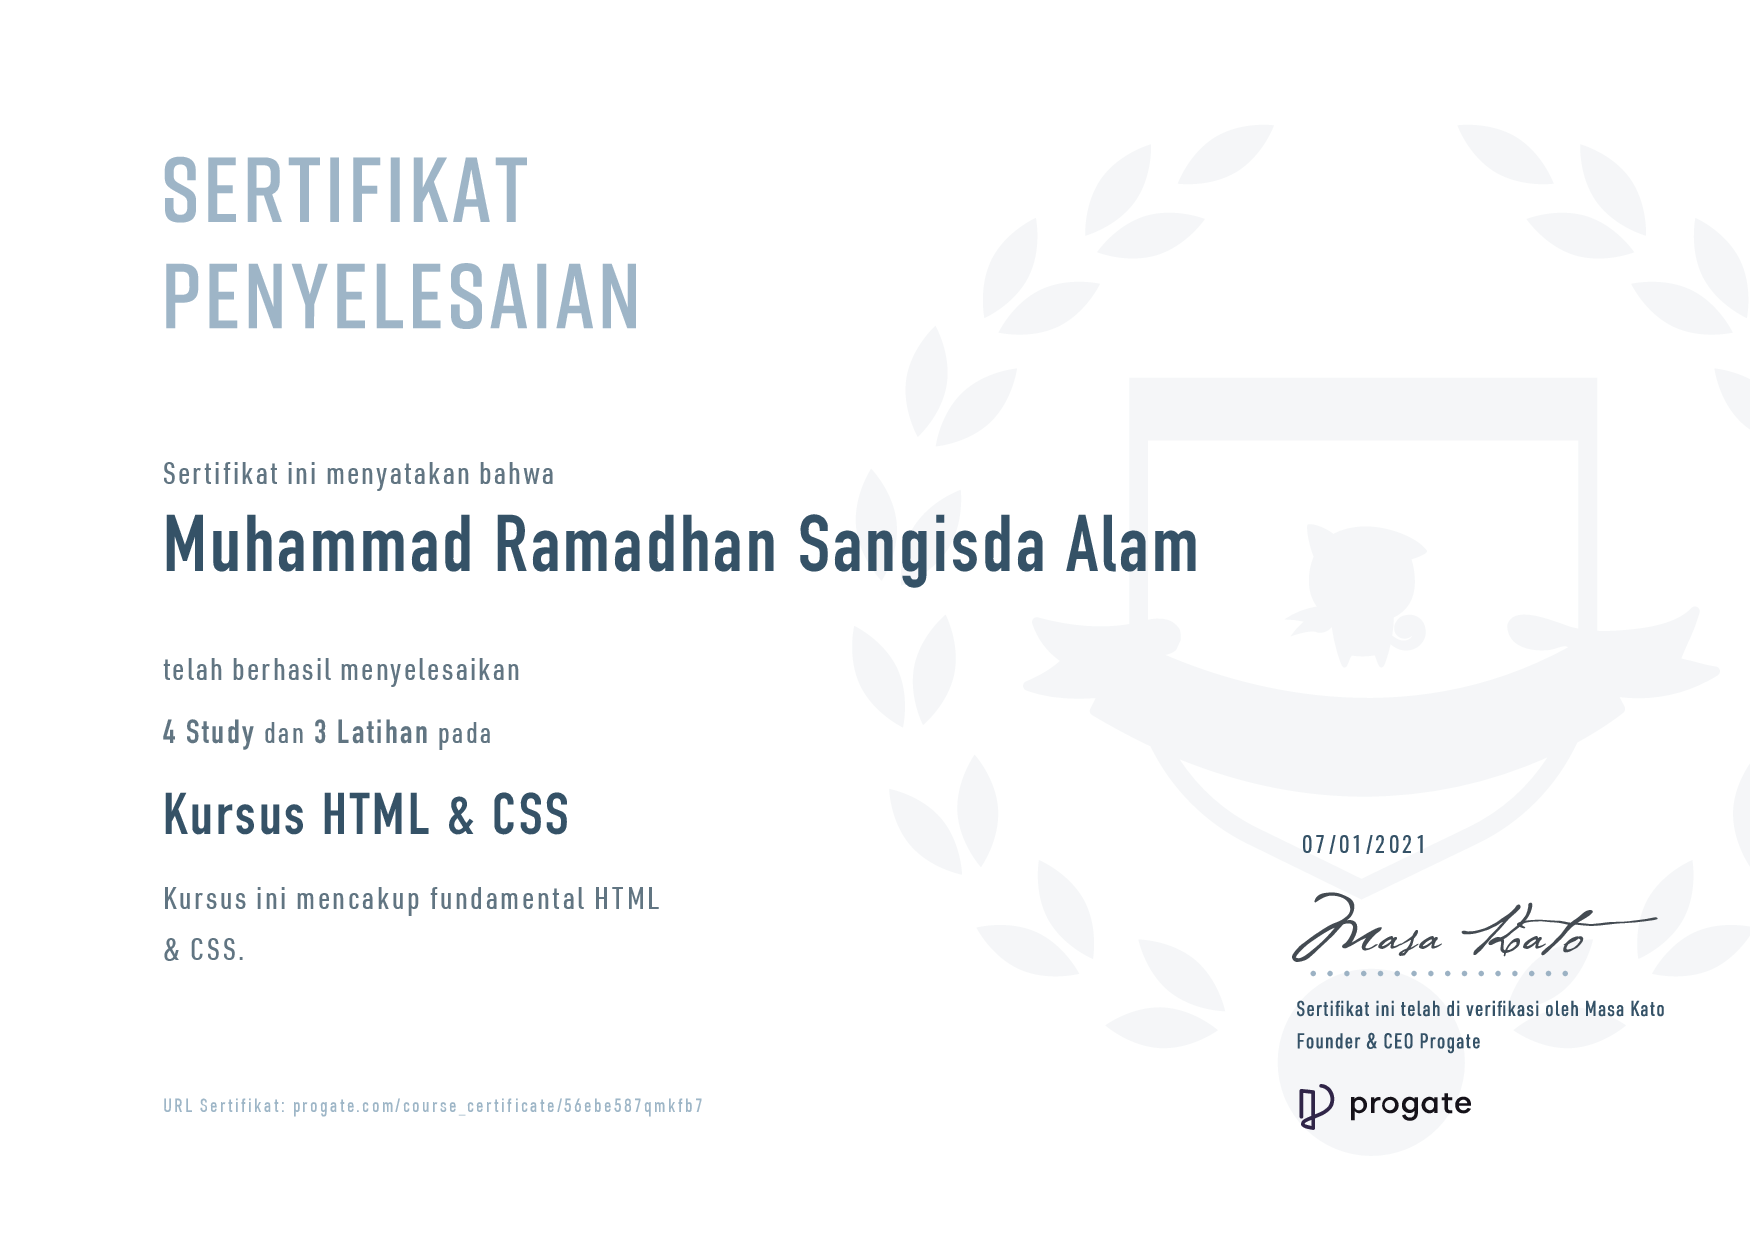 SERTIFIKAT
PENYELESAIAN
Sertifikat ini menyatakan bahwa
Muhammad Ramadhan Sangisda Alam
telah berhasil menyelesaikan
4 Study dan 3 Latihan pada
Kursus HTML & CSS
Kursus ini mencakup fundamental HTML
& CSS.
URL Sertifikat: progate.com/course_certificate/56ebe587qmkfb7
07/01/2021
Masa Kato
Sertifikat ini telah di verifikasi oleh Masa Kato
Founder & CEO Progate
progate